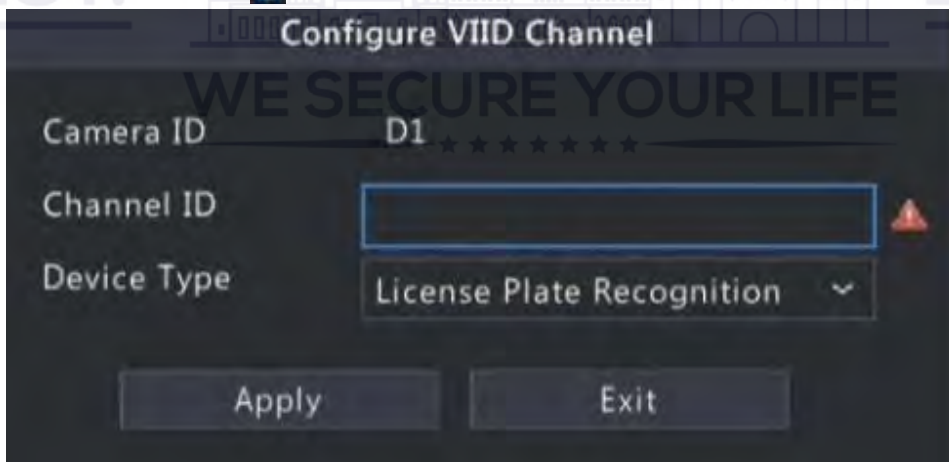 Configure VIID Channel
WE SECURE YOUR LIFE
Camera ID D1
Channel ID
Device Type License Plate Recognition
Apply Exit